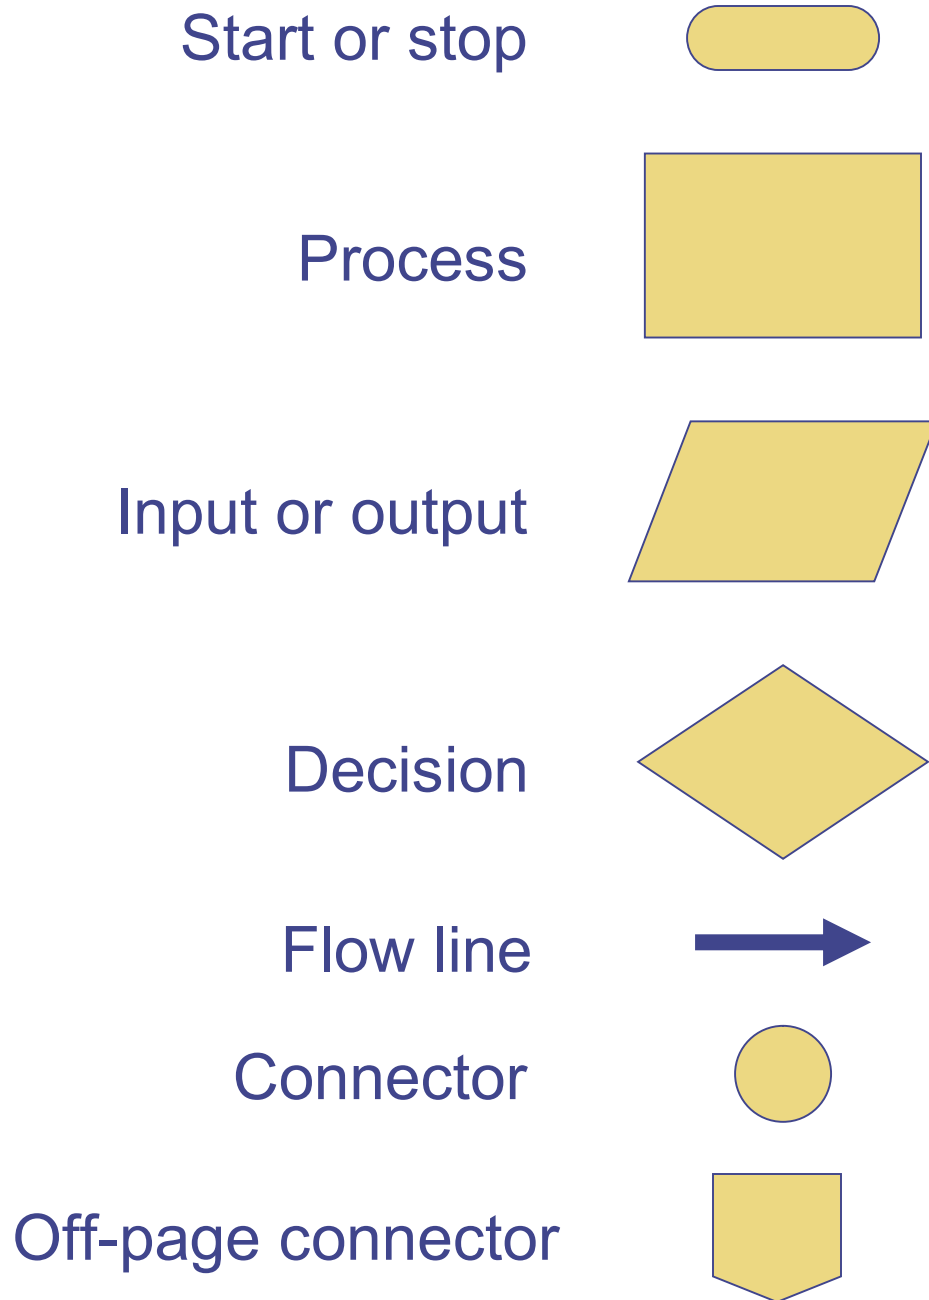 Start or stop
Process
Input or output
Decision
Flow line
Connector
Off-page connector